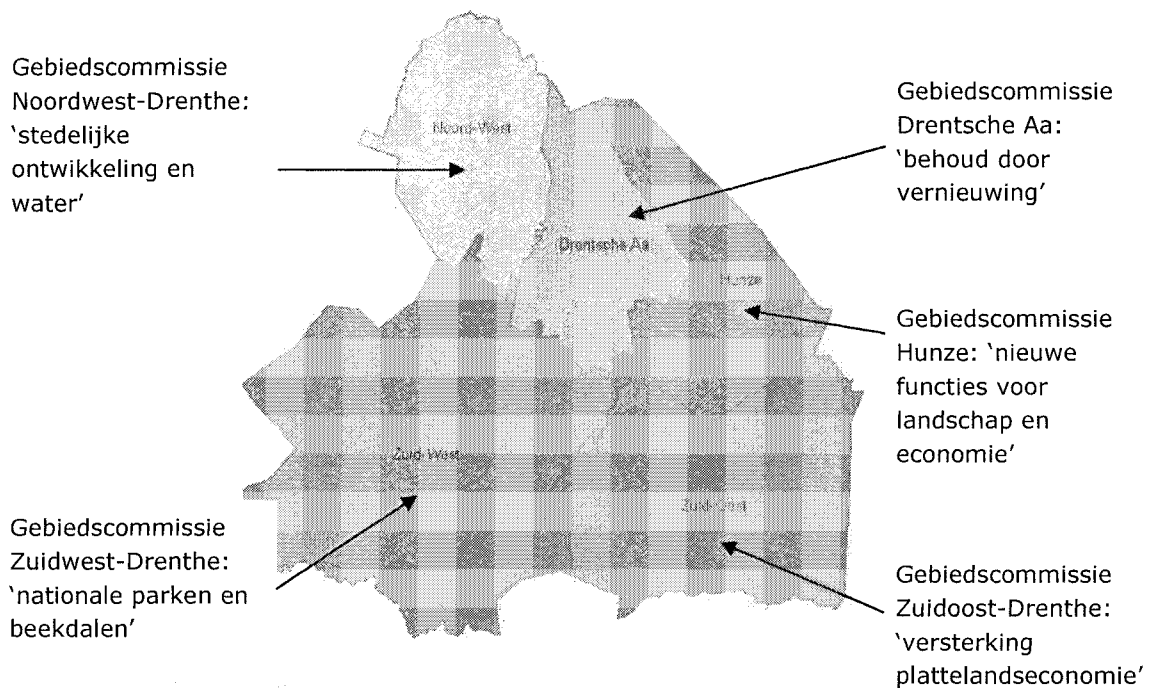 Gebiedscommissie
Noordwest-Drenthe:
‘stedelijke
ontwikkeling en
water’
Gebiedscommissie
Drentsche Aa:
‘behoud door
vernieuwing’
Noord-West
Drentsche Aa
Hunze
Gebiedscommissie
Hunze: ‘nieuwe
functies voor
landschap en
economie’
Zuid-West
Zuid-Oost
Gebiedscommissie
Zuidwest-Drenthe:
‘nationale parken en
beekdalen’
Gebiedscommissie
Zuidoost-Drenthe:
‘versterking
plattelandseconomie’